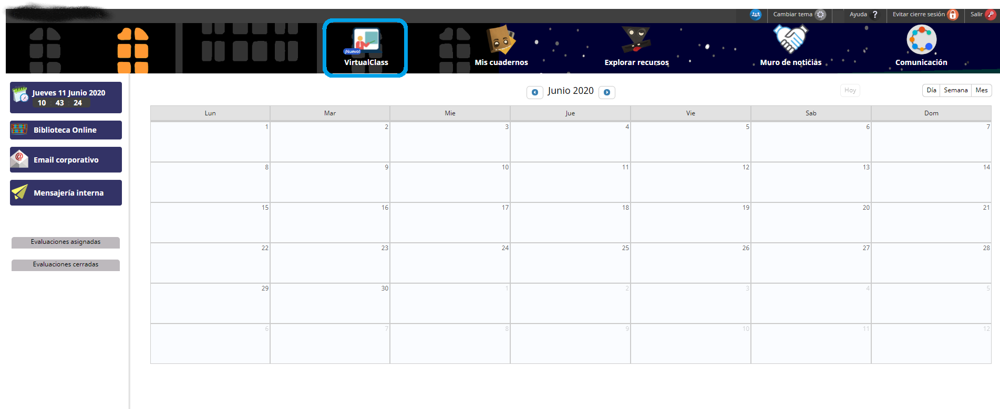 Cambiar tema
Ayuda ?
Evitar cierre sesión
Salir
¡Nuevo!
VirtualClass
Mis cuadernos
Explorar recursos
Muro de noticias
Comunicación
Jueves 11 Junio 2020
10 : 43 : 24
Biblioteca Online
@
Email corporativo
Mensajería interna
Evaluaciones asignadas
Evaluaciones cerradas
Junio 2020
Hoy
Día Semana Mes
Lun Mar Mie Jue Vie Sab Dom
1 2 3 4 5 6 7
8 9 10 11 12 13 14
15 16 17 18 19 20 21
22 23 24 25 26 27 28
29 30 1 2 3 4 5
6 7 8 9 10 11 12